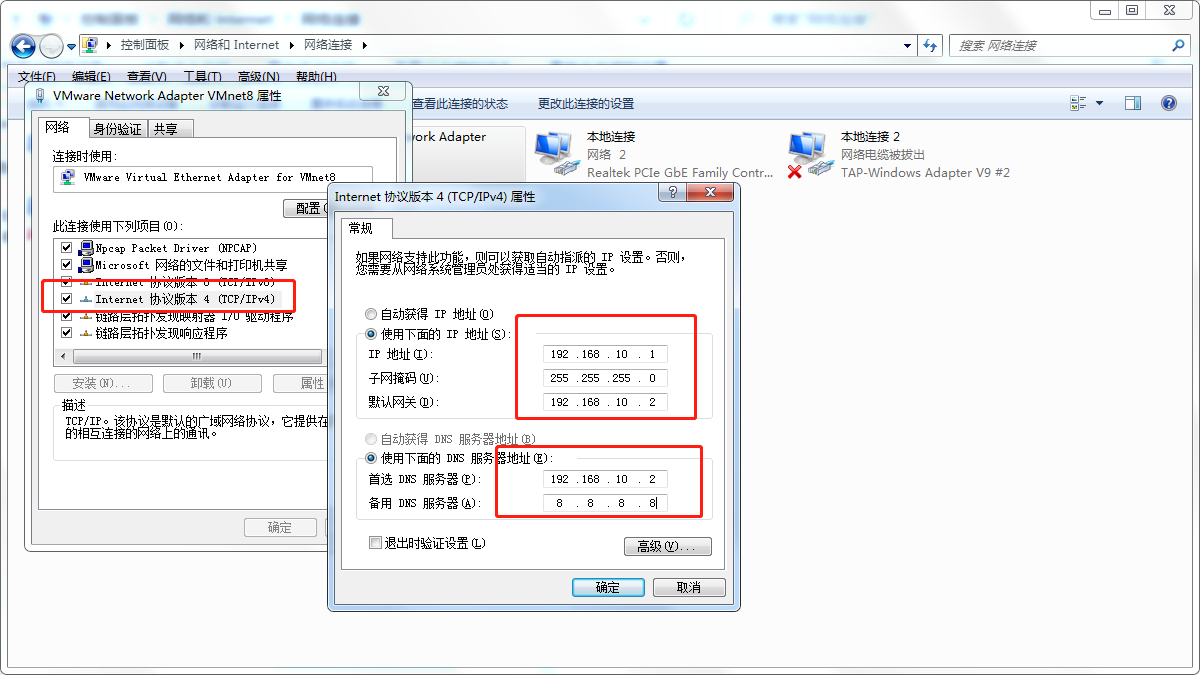 控制面板 ▸ 网络和 Internet ▸ 网络连接 ▸
搜索 网络连接
文件(F) 编辑(E) 查看(V) 工具(T) 高级(N) 帮助(H)
查看此连接的状态 更改此连接的设置
VMware Network Adapter VMnet8 属性
网络 身份验证 共享
连接时使用:
VMware Virtual Ethernet Adapter for VMnet8
配置(
此连接使用下列项目(O):
Npcap Packet Driver (NPCAP)
Microsoft 网络的文件和打印机共享
Internet 协议版本 6 (TCP/IPv6)
Internet 协议版本 4 (TCP/IPv4)
链路层拓扑发现映射器 I/O 驱动程序
链路层拓扑发现响应程序
安装(N)... 卸载(U) 属性
描述
TCP/IP。该协议是默认的广域网络协议，它提供在
的相互连接的网络上的通讯。
确定
work Adapter
本地连接
网络 2
Realtek PCIe GbE Family Contr...
本地连接 2
网络电缆被拔出
TAP-Windows Adapter V9 #2
Internet 协议版本 4 (TCP/IPv4) 属性
常规
如果网络支持此功能，则可以获取自动指派的 IP 设置。否则，
您需要从网络系统管理员处获得适当的 IP 设置。
自动获得 IP 地址(O)
使用下面的 IP 地址(S):
IP 地址(I): 192 .168 . 10 . 1
子网掩码(U): 255 .255 .255 . 0
默认网关(D): 192 .168 . 10 . 2
自动获得 DNS 服务器地址(B)
使用下面的 DNS 服务器地址(E):
首选 DNS 服务器(P): 192 .168 . 10 . 2
备用 DNS 服务器(A): 8 . 8 . 8 . 8
退出时验证设置(L)
高级(V)...
确定 取消